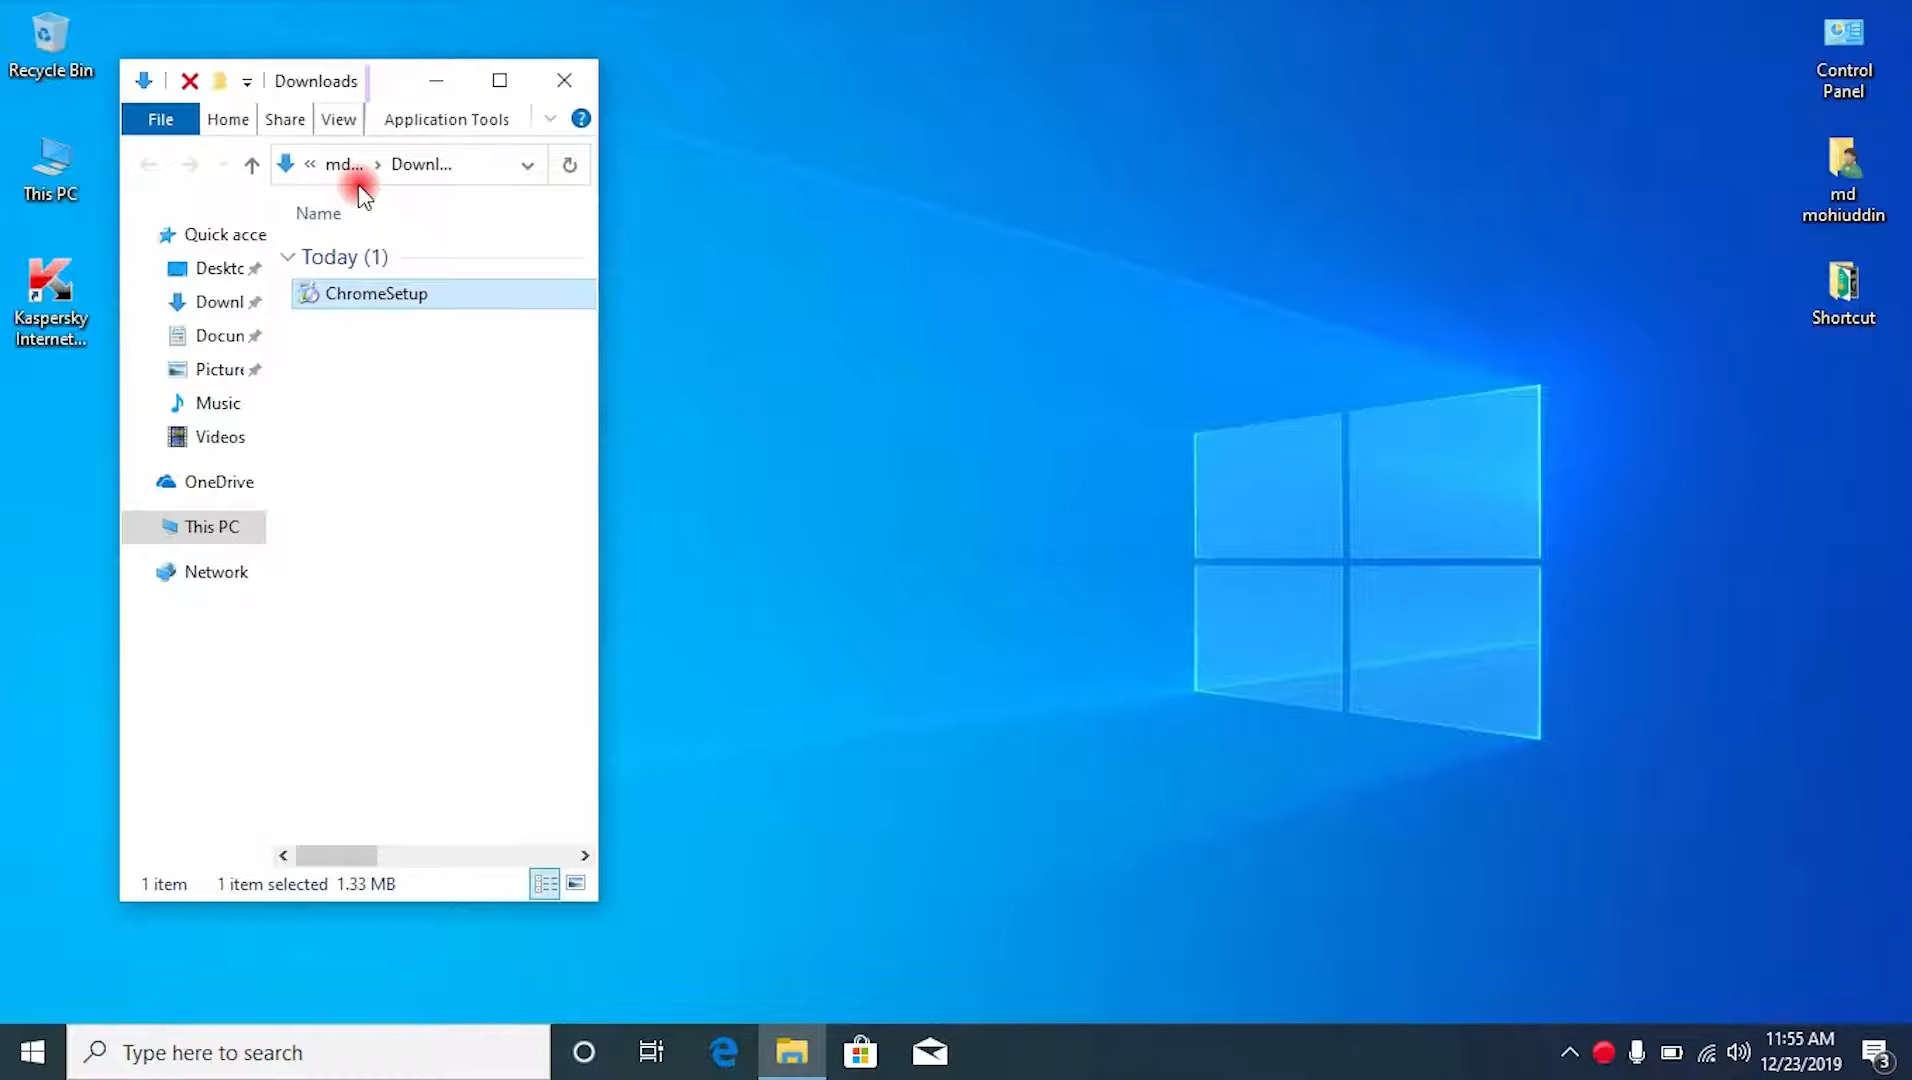 Recycle Bin
This PC
Kaspersky
Internet...
Downloads
File
Home
Share
View
Application Tools
?
« md... › Downl...
Name
Quick acce
Deskto
Downl
Docun
Picture
Music
Videos
OneDrive
This PC
Network
Today (1)
ChromeSetup
1 item
1 item selected 1.33 MB
Control
Panel
md
mohiuddin
Shortcut
Type here to search
11:55 AM
12/23/2019
3